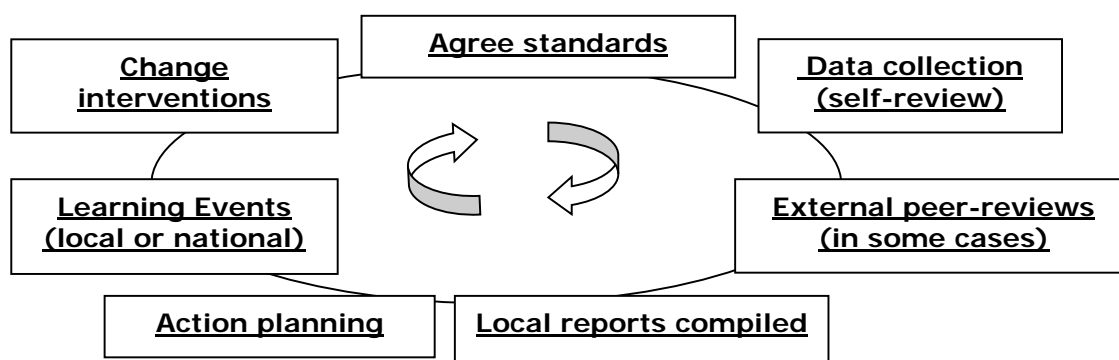 Agree standards
Data collection
(self-review)
External peer-reviews
(in some cases)
Local reports compiled
Action planning
Learning Events
(local or national)
Change
interventions